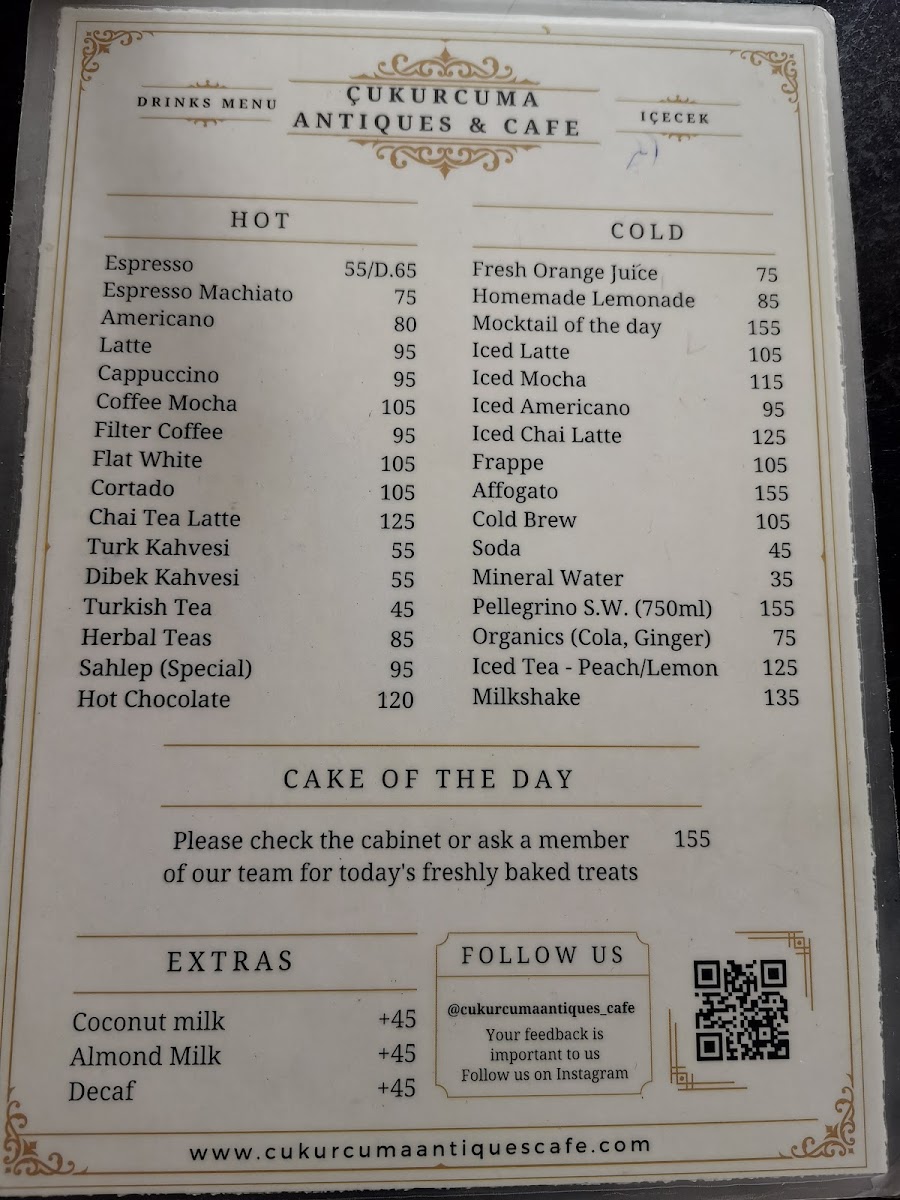 DRINKS MENU
ÇUKURCUMA
ANTIQUES & CAFE
IÇECEK
HOT
Espresso 55/D.65
Espresso Machiato 75
Americano 80
Latte 95
Cappuccino 95
Coffee Mocha 105
Filter Coffee 95
Flat White 105
Cortado 105
Chai Tea Latte 125
Turk Kahvesi 55
Dibek Kahvesi 55
Turkish Tea 45
Herbal Teas 85
Sahlep (Special) 95
Hot Chocolate 120
COLD
Fresh Orange Juice 75
Homemade Lemonade 85
Mocktail of the day 155
Iced Latte 105
Iced Mocha 115
Iced Americano 95
Iced Chai Latte 125
Frappe 105
Affogato 155
Cold Brew 105
Soda 45
Mineral Water 35
Pellegrino S.W. (750ml) 155
Organics (Cola, Ginger) 75
Iced Tea - Peach/Lemon 125
Milkshake 135
CAKE OF THE DAY
Please check the cabinet or ask a member 155
of our team for today's freshly baked treats
EXTRAS
Coconut milk +45
Almond Milk +45
Decaf +45
FOLLOW US
@cukurcumaantiques_cafe
Your feedback is
important to us
Follow us on Instagram
www.cukurcumaantiquescafe.com